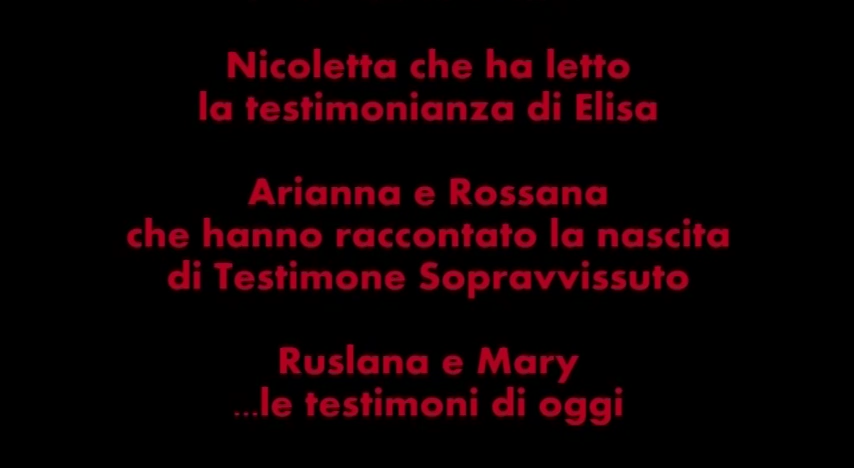 Nicoletta che ha letto
la testimonianza di Elisa
Arianna e Rossana
che hanno raccontato la nascita
di Testimone Sopravvissuto
Ruslana e Mary
...le testimoni di oggi